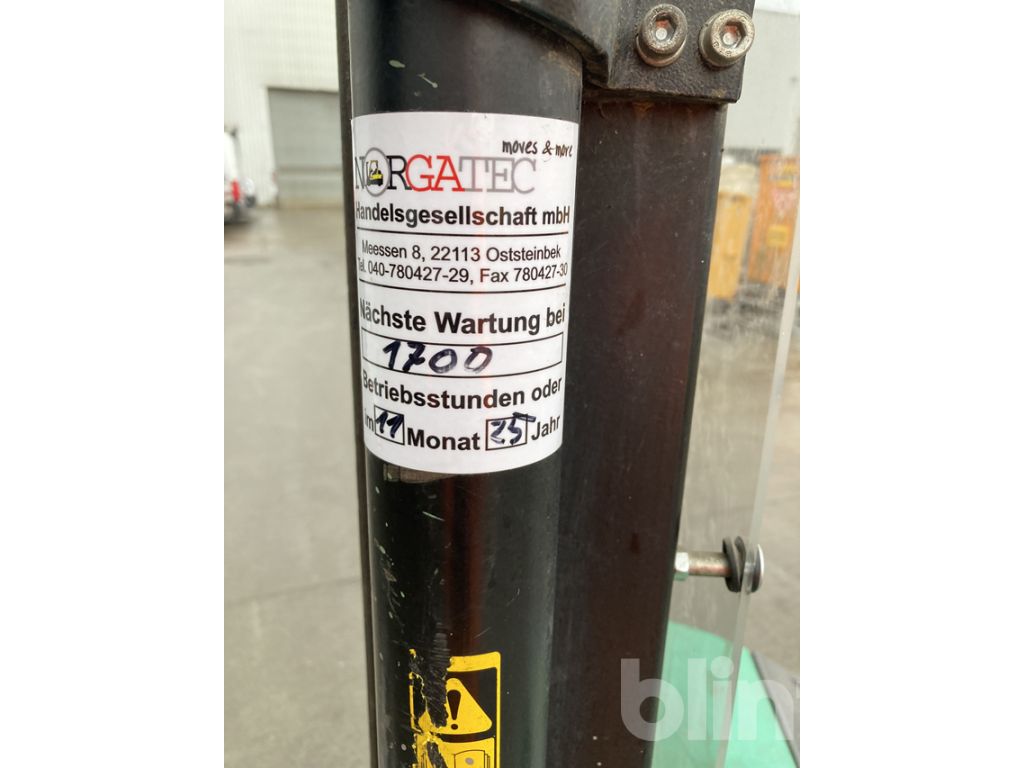 moves & more
NORGATEC
Handelsgesellschaft mbH
Meessen 8, 22113 Oststeinbek
Tel. 040-780427-29, Fax 780427-30
Nächste Wartung bei
1700
Betriebsstunden oder
im 11 Monat 25 Jahr
blin